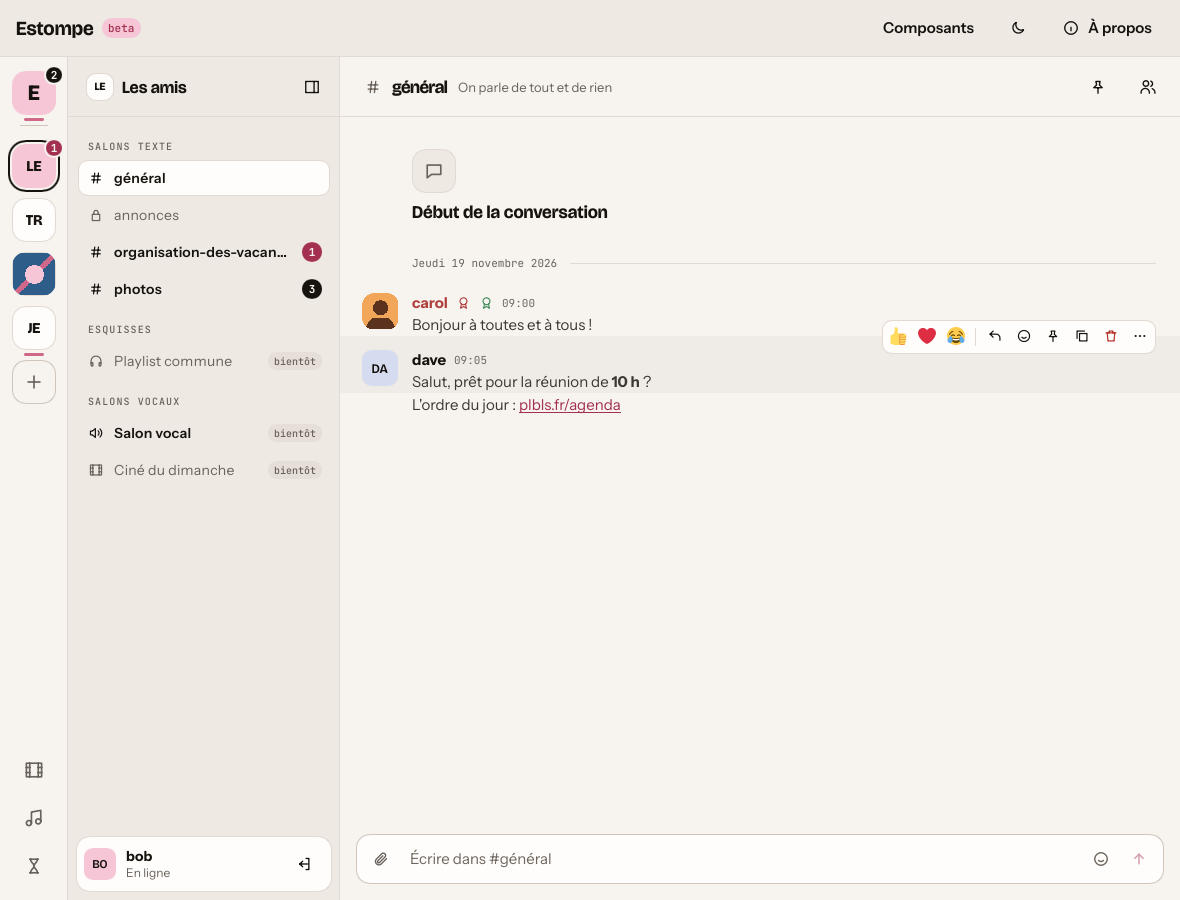 Estompe beta
Composants
À propos
E 2
LE 1
TR
JE
LE Les amis
SALONS TEXTE
# général
annonces
# organisation-des-vacan… 1
# photos 3
ESQUISSES
Playlist commune bientôt
SALONS VOCAUX
Salon vocal bientôt
Ciné du dimanche bientôt
BO bob
En ligne
# général On parle de tout et de rien
Début de la conversation
Jeudi 19 novembre 2026
carol 09:00
Bonjour à toutes et à tous !
DA dave 09:05
Salut, prêt pour la réunion de 10 h ?
L'ordre du jour : plbls.fr/agenda
Écrire dans #général